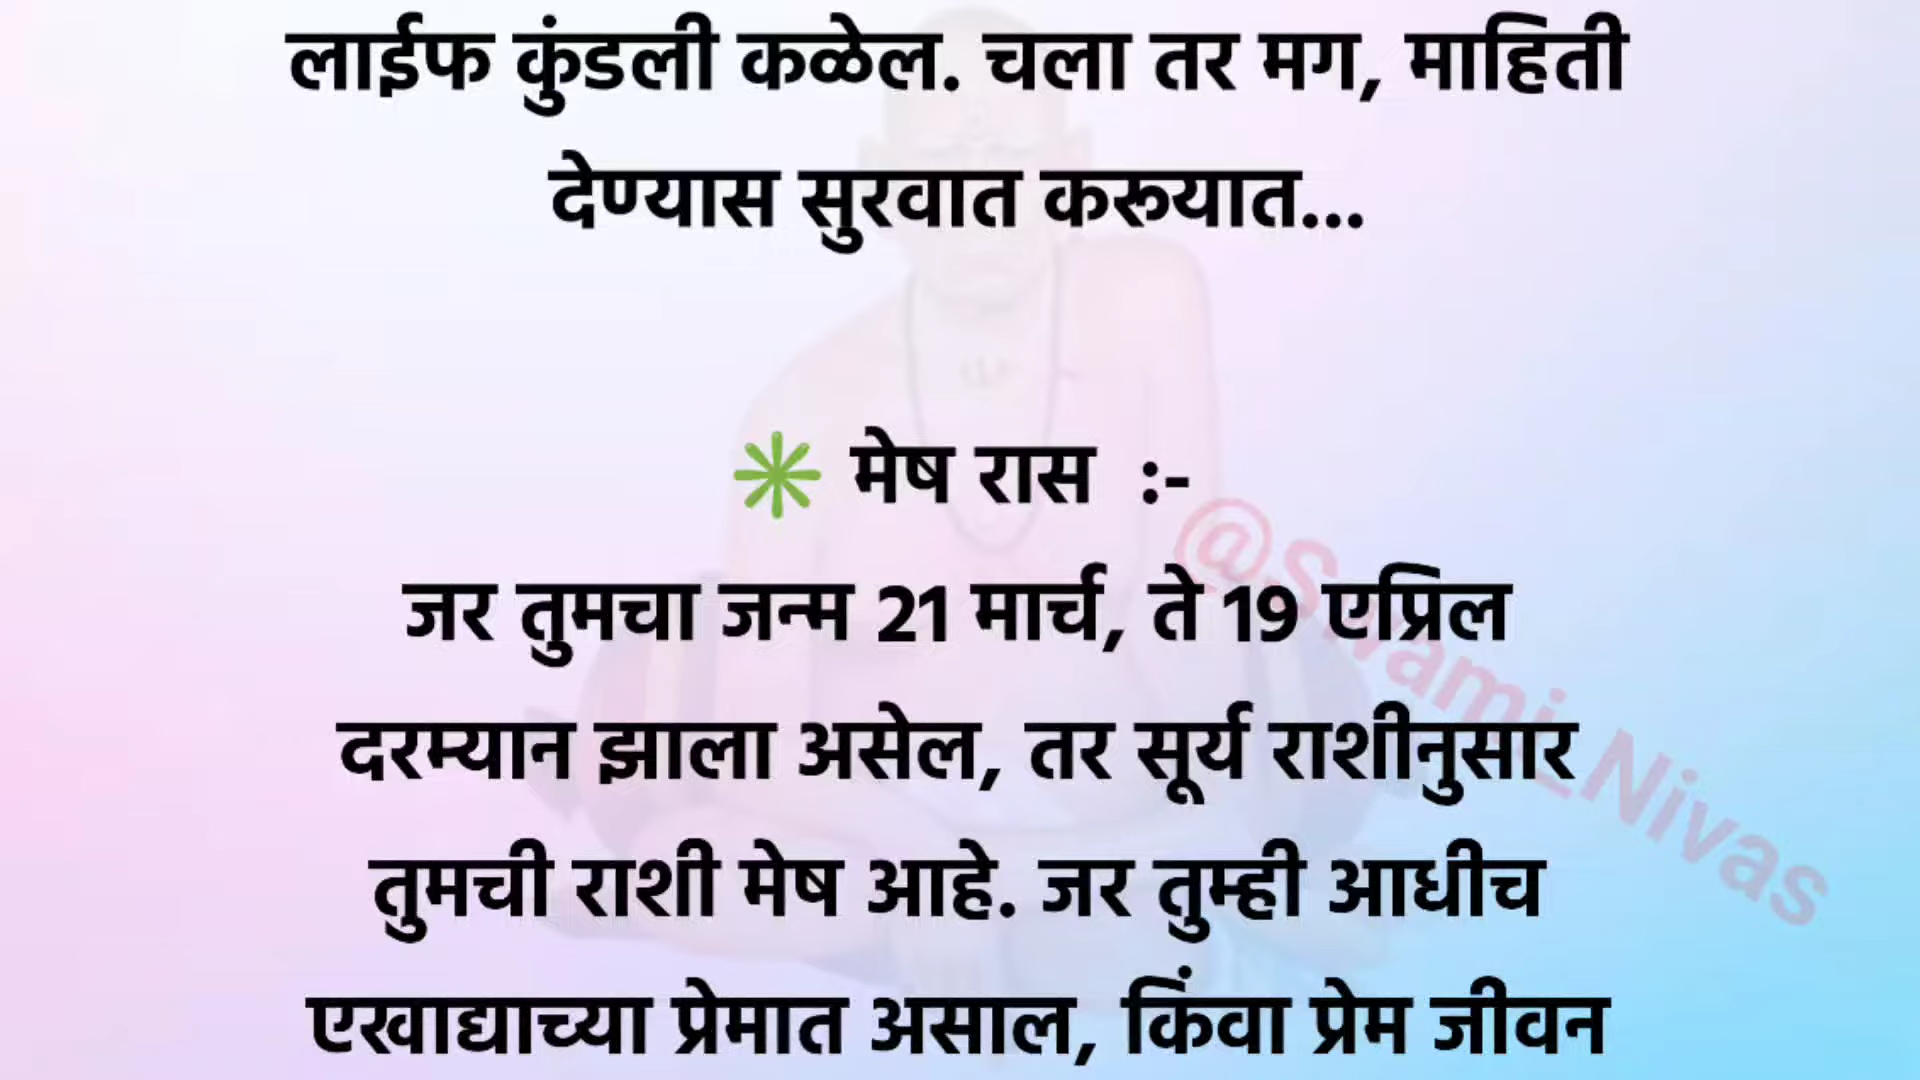 लाईफ कुंडली कळेल. चला तर मग, माहिती
देण्यास सुरवात करूयात...
✳ मेष रास :-
जर तुमचा जन्म 21 मार्च, ते 19 एप्रिल
दरम्यान झाला असेल, तर सूर्य राशीनुसार
तुमची राशी मेष आहे. जर तुम्ही आधीच
एखाद्याच्या प्रेमात असाल, किंवा प्रेम जीवन
@Swami_Nivas